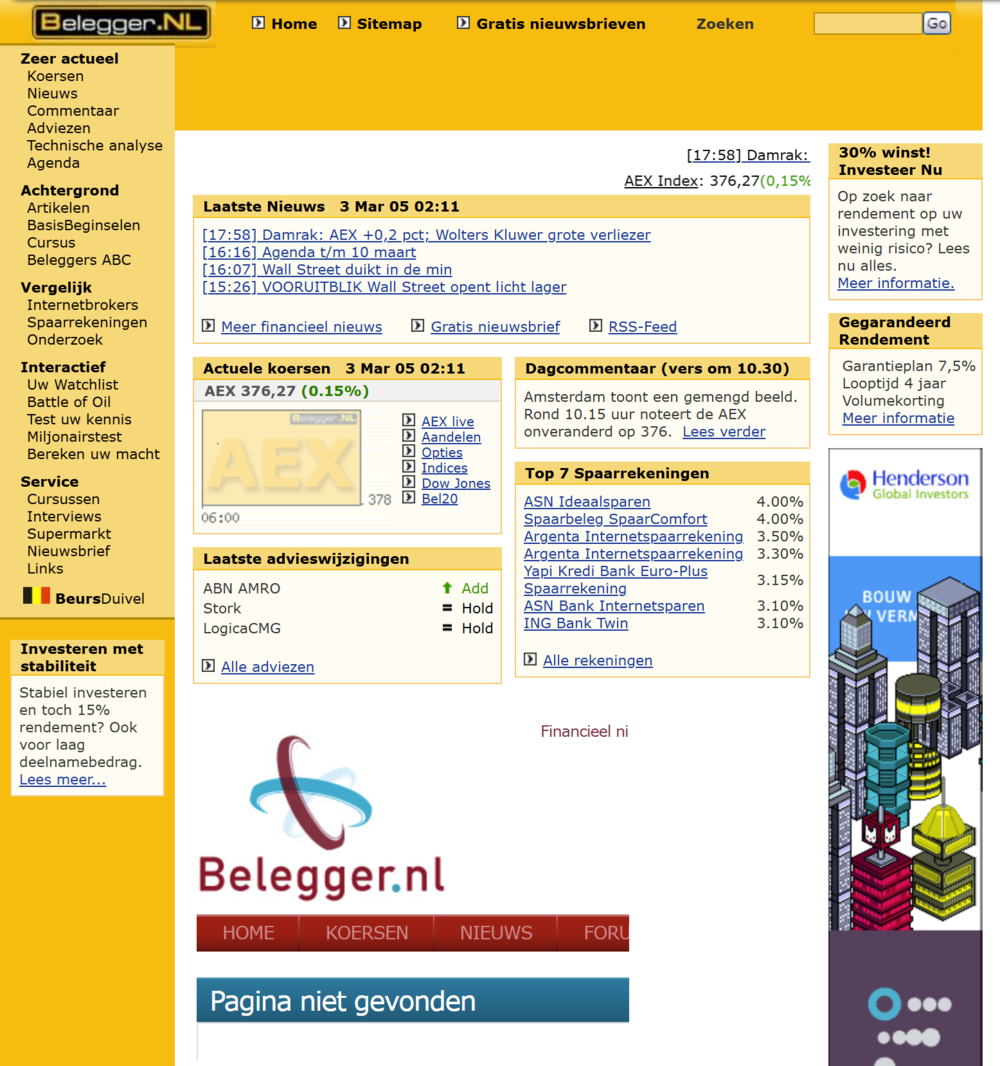 Belegger.NL
Home
Sitemap
Gratis nieuwsbrieven
Zoeken
Go
Zeer actueel
Koersen
Nieuws
Commentaar
Adviezen
Technische analyse
Agenda
Achtergrond
Artikelen
BasisBeginselen
Cursus
Beleggers ABC
Vergelijk
Internetbrokers
Spaarrekeningen
Onderzoek
Interactief
Uw Watchlist
Battle of Oil
Test uw kennis
Miljonairstest
Bereken uw macht
Service
Cursussen
Interviews
Supermarkt
Nieuwsbrief
Links
BeursDuivel
Investeren met
stabiliteit
Stabiel investeren
en toch 15%
rendement? Ook
voor laag
deelnamebedrag.
Lees meer...
[17:58] Damrak:
AEX Index: 376,27(0,15%
Laatste Nieuws 3 Mar 05 02:11
[17:58] Damrak: AEX +0,2 pct; Wolters Kluwer grote verliezer
[16:16] Agenda t/m 10 maart
[16:07] Wall Street duikt in de min
[15:26] VOORUITBLIK Wall Street opent licht lager
Meer financieel nieuws
Gratis nieuwsbrief
RSS-Feed
Actuele koersen 3 Mar 05 02:11
AEX 376,27 (0.15%)
Belegger.NL
AEX
378
06:00
AEX live
Aandelen
Opties
Indices
Dow Jones
Bel20
Laatste advieswijzigingen
ABN AMRO Add
Stork = Hold
LogicaCMG = Hold
Alle adviezen
Dagcommentaar (vers om 10.30)
Amsterdam toont een gemengd beeld.
Rond 10.15 uur noteert de AEX
onveranderd op 376. Lees verder
Top 7 Spaarrekeningen
ASN Ideaalsparen 4.00%
Spaarbeleg SpaarComfort 4.00%
Argenta Internetspaarrekening 3.50%
Argenta Internetspaarrekening 3.30%
Yapi Kredi Bank Euro-Plus
Spaarrekening 3.15%
ASN Bank Internetsparen 3.10%
ING Bank Twin 3.10%
Alle rekeningen
Financieel ni
Belegger.nl
HOME
KOERSEN
NIEUWS
FORU
Pagina niet gevonden
30% winst!
Investeer Nu
Op zoek naar
rendement op uw
investering met
weinig risico? Lees
nu alles.
Meer informatie.
Gegarandeerd
Rendement
Garantieplan 7,5%
Looptijd 4 jaar
Volumekorting
Meer informatie
Henderson
Global Investors
BOUW
VERM